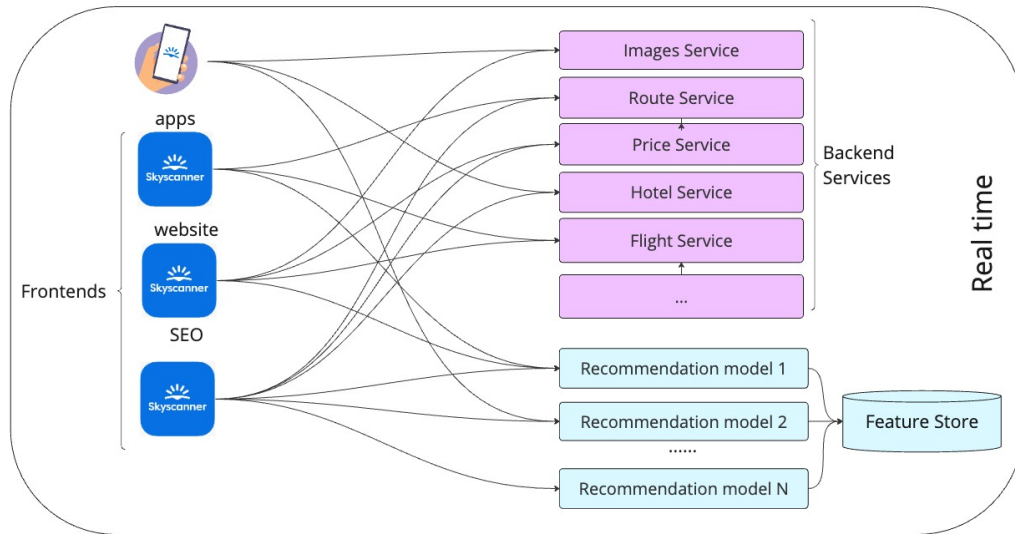 apps
Skyscanner
website
Skyscanner
SEO
Skyscanner
Frontends
Images Service
Route Service
Price Service
Hotel Service
Flight Service
...
Backend
Services
Real time
Recommendation model 1
Recommendation model 2
......
Recommendation model N
Feature Store